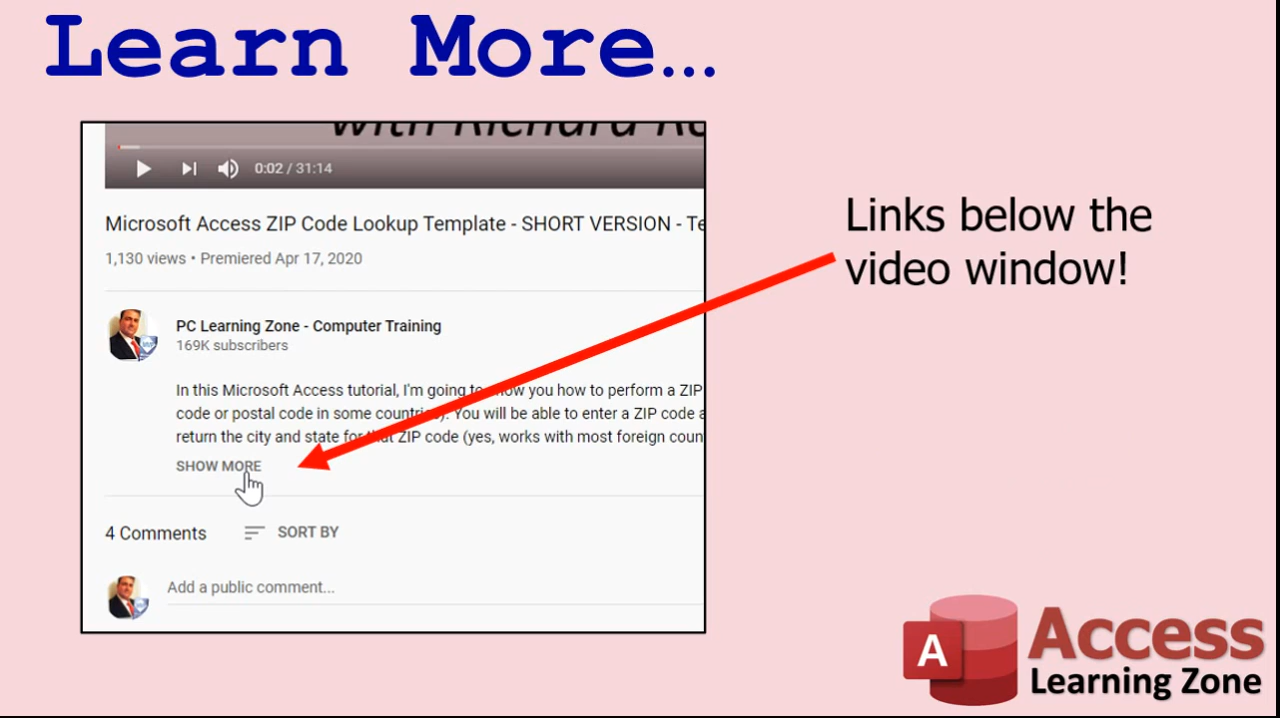 Learn More...
with Richard
0:02 / 31:14
Microsoft Access ZIP Code Lookup Template - SHORT VERSION -
1,130 views • Premiered Apr 17, 2020
PC Learning Zone - Computer Training
169K subscribers
In this Microsoft Access tutorial, I'm going to show you how to perform a ZIP
code or postal code in some countries). You will be able to enter a ZIP code
return the city and state for that ZIP code (yes, works with most foreign
SHOW MORE
4 Comments
SORT BY
Add a public comment...
Links below the
video window!
A
Access
Learning Zone